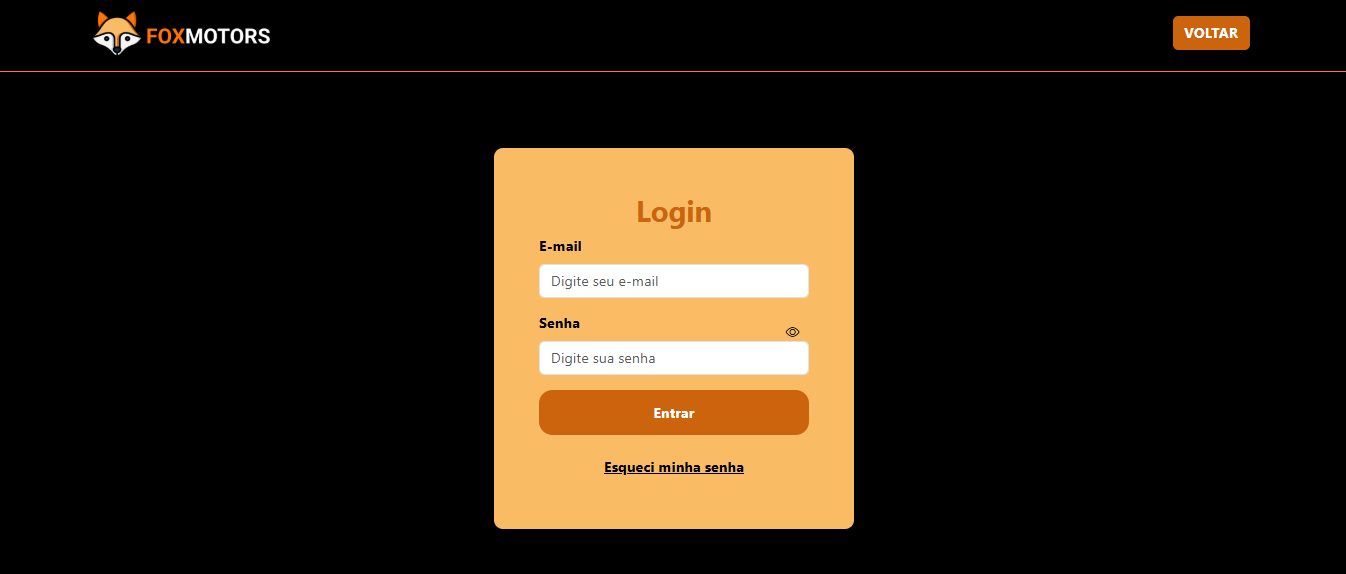 FOXMOTORS
VOLTAR
Login
E-mail
Digite seu e-mail
Senha
Digite sua senha
Entrar
Esqueci minha senha